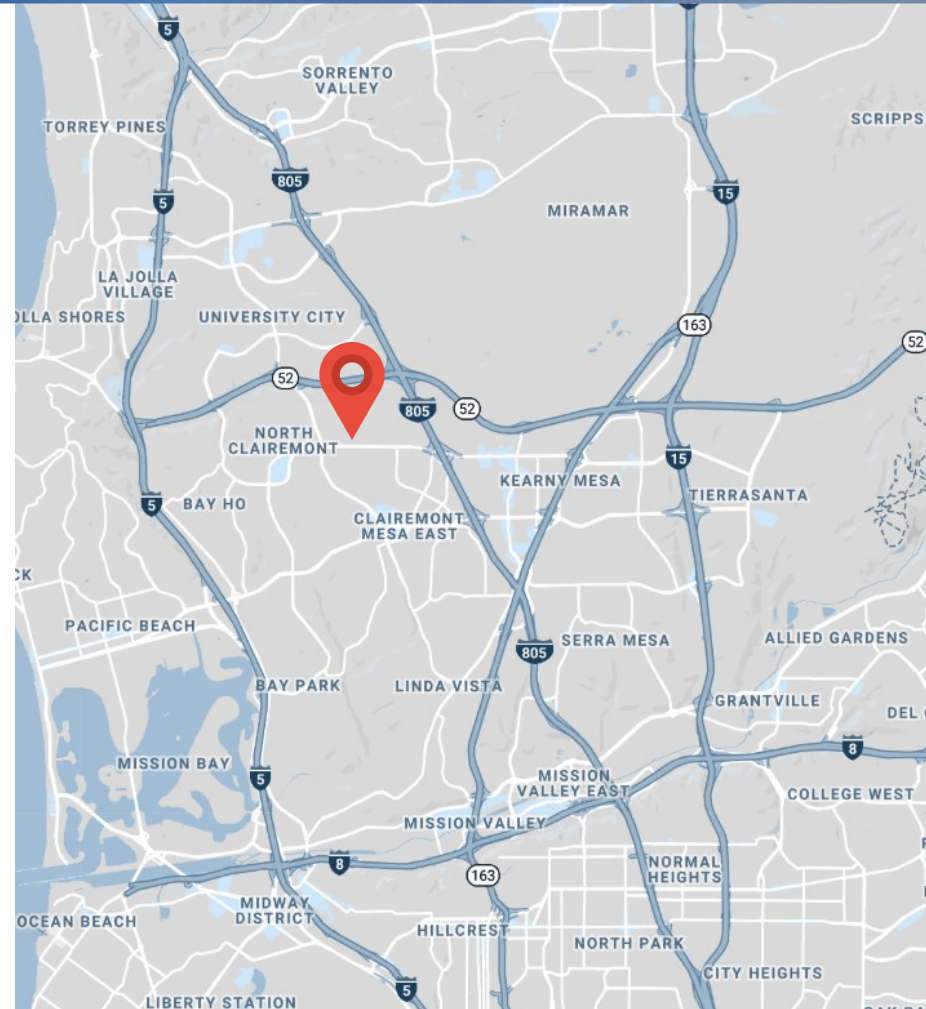 5
SORRENTO
VALLEY
SCRIPPS
TORREY PINES
805
15
5
MIRAMAR
LA JOLLA
VILLAGE
OLLA SHORES
UNIVERSITY CITY
163
52
52
805
52
NORTH
CLAIREMONT
15
KEARNY MESA
TIERRASANTA
5
BAY HO
CLAIREMONT
MESA EAST
CK
PACIFIC BEACH
SERRA MESA
ALLIED GARDENS
805
BAY PARK
LINDA VISTA
GRANTVILLE
DEL
8
MISSION BAY
5
MISSION
VALLEY EAST
COLLEGE WEST
MISSION VALLEY
8
163
NORMAL
HEIGHTS
MIDWAY
DISTRICT
OCEAN BEACH
HILLCREST
NORTH PARK
CITY HEIGHTS
5
LIBERTY STATION